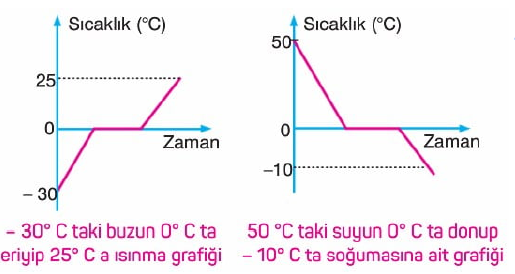 Sıcaklık (°C)
25
0
Zaman
– 30
– 30° C taki buzun 0° C ta
eriyip 25° C a ısınma grafiği
Sıcaklık (°C)
50
0
Zaman
–10
50 °C taki suyun 0° C ta donup
– 10° C ta soğumasına ait grafiği